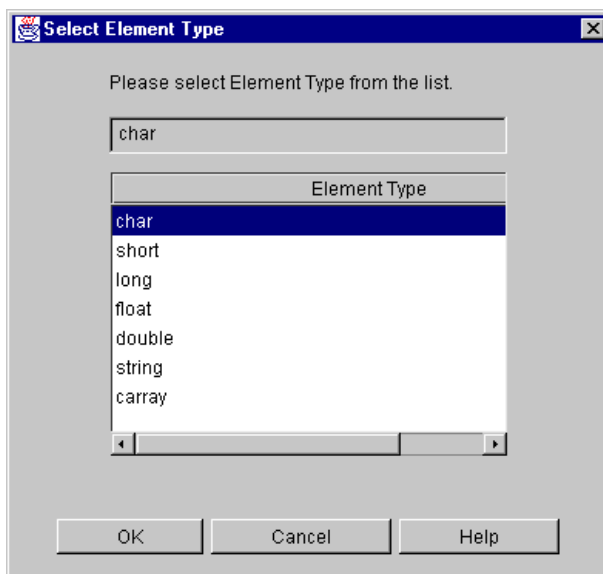 Select Element Type
Please select Element Type from the list.
char
Element Type
char
short
long
float
double
string
carray
OK Cancel Help